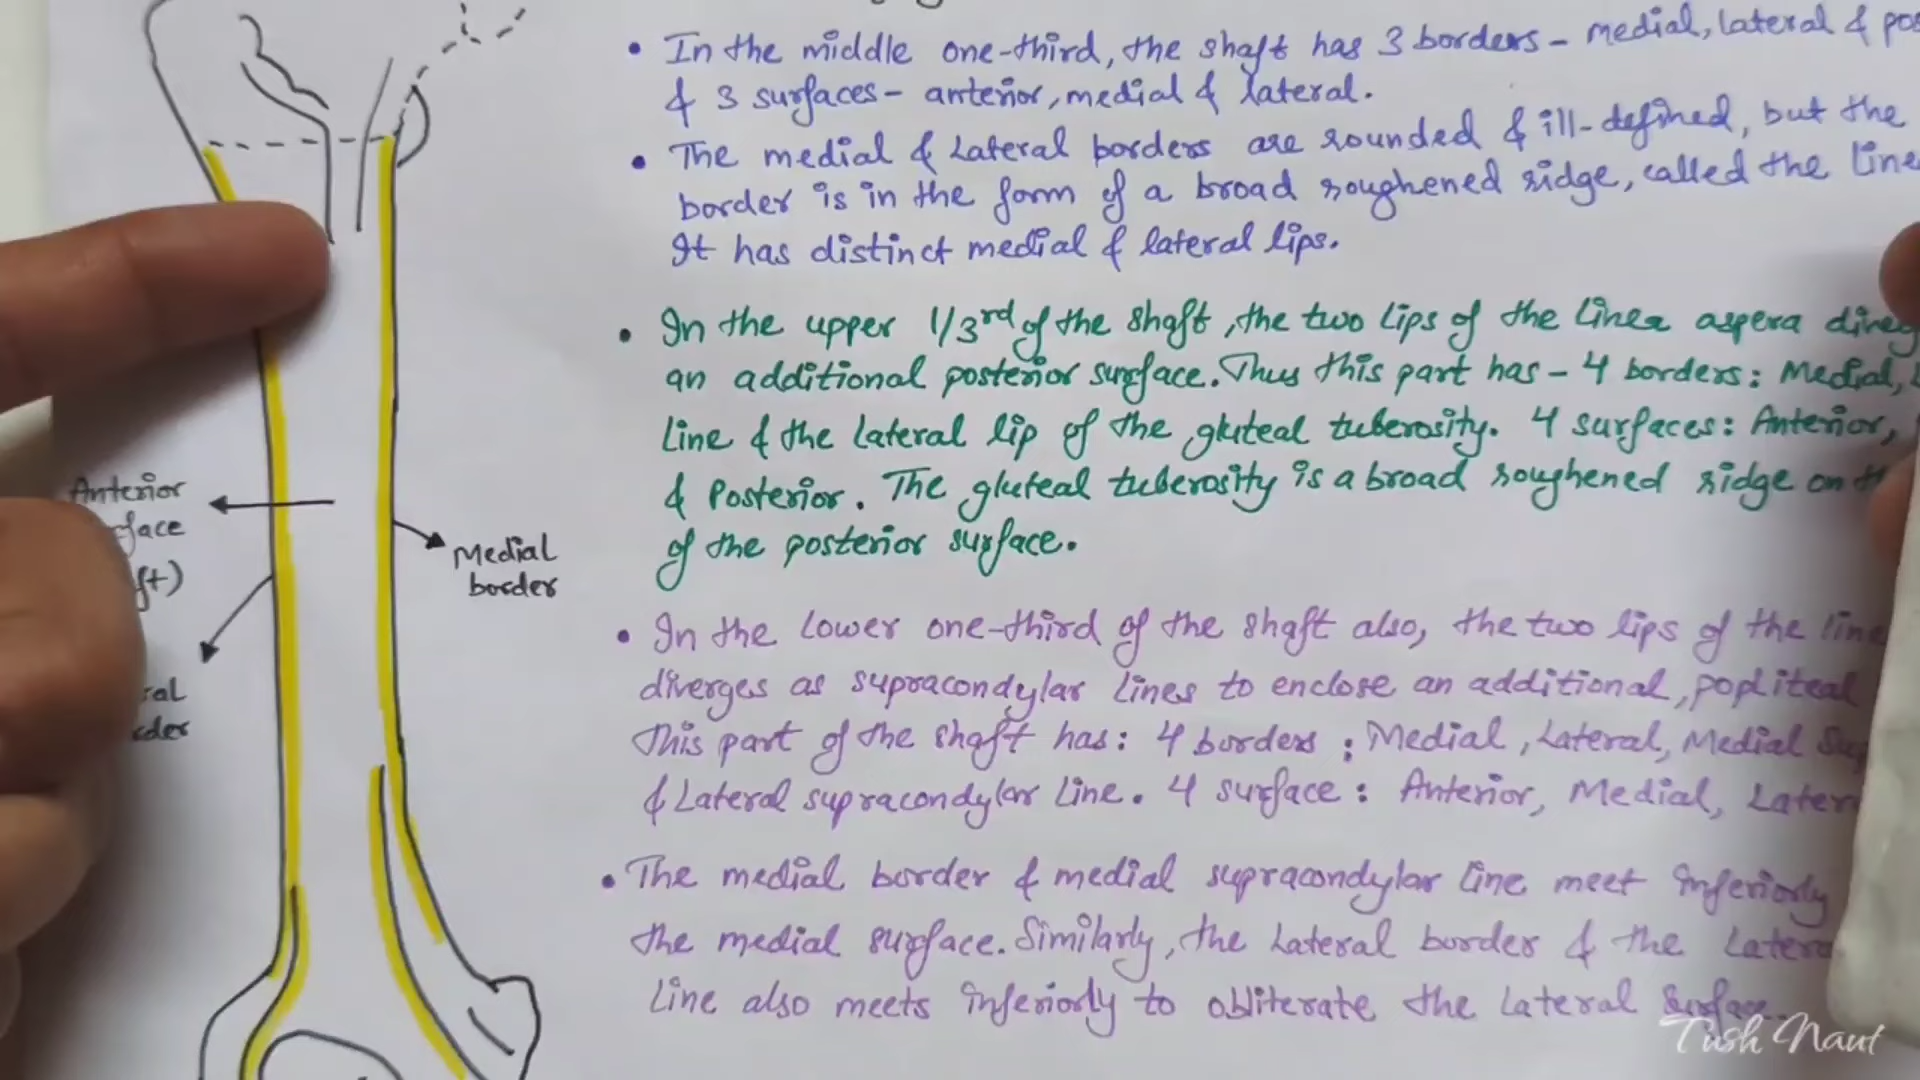 • In the middle one-third, the shaft has 3 borders - medial, lateral &
& 3 surfaces - anterior, medial & lateral.
• The medial & Lateral borders are rounded & ill-defined, but the
border is in the form of a broad roughened ridge, called the
It has distinct medial & lateral lips.
• In the upper 1/3rd of the shaft, the two lips of the linea aspera
an additional posterior surface. Thus this part has - 4 borders: Medial,
line & the lateral lip of the gluteal tuberosity. 4 surfaces: Anterior,
& Posterior. The gluteal tuberosity is a broad roughened ridge on
of the posterior surface.
• In the lower one-third of the shaft also, the two lips of the
diverges as supracondylar lines to enclose an additional, popliteal
This part of the shaft has: 4 borders: Medial, Lateral, Medial
& Lateral supracondylar line. 4 surface: Anterior, Medial,
• The medial border & medial supracondylar line meet inferiorly
the medial surface. Similarly, the Lateral border & the
line also meets inferiorly to obliterate the Lateral Surface.
Anterior
Medial
border
Tush Naut